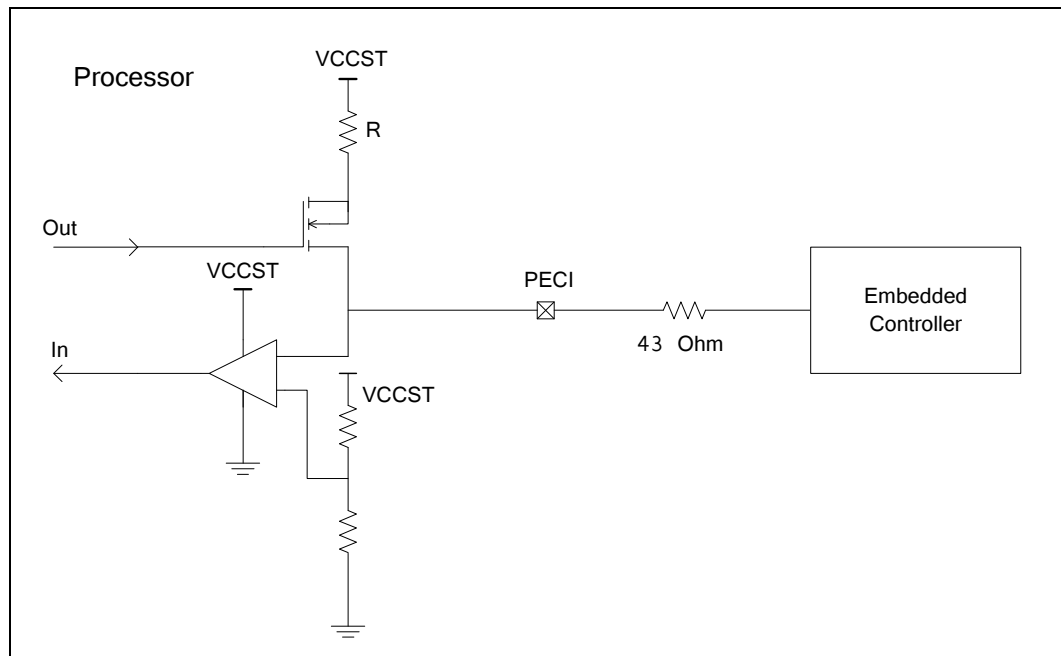 Processor
VCCST
R
Out
VCCST
PECI
Embedded
Controller
43 Ohm
In
VCCST